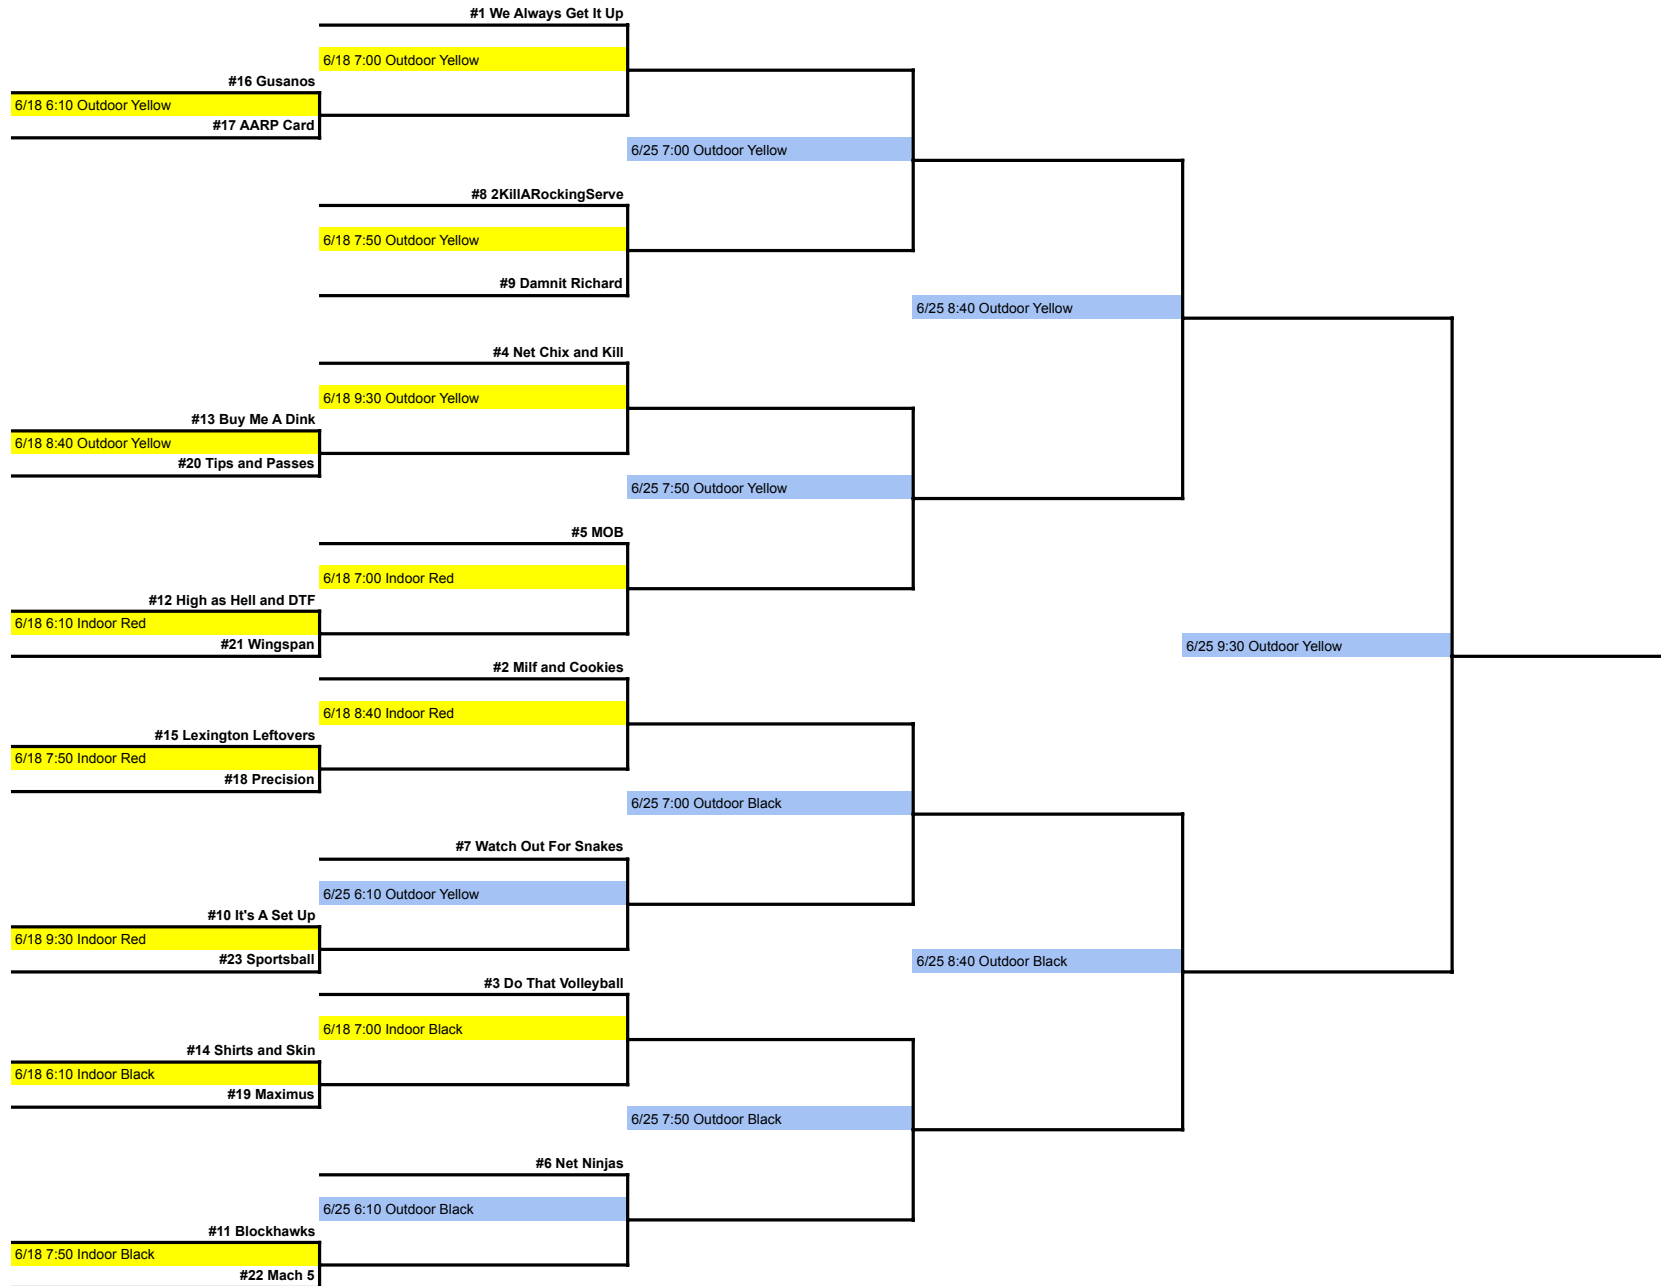 #1 We Always Get It Up
6/18 7:00 Outdoor Yellow
#16 Gusanos
6/18 6:10 Outdoor Yellow
#17 AARP Card
6/25 7:00 Outdoor Yellow
#8 2KillARockingServe
6/18 7:50 Outdoor Yellow
#9 Damnit Richard
6/25 8:40 Outdoor Yellow
#4 Net Chix and Kill
6/18 9:30 Outdoor Yellow
#13 Buy Me A Dink
6/18 8:40 Outdoor Yellow
#20 Tips and Passes
6/25 7:50 Outdoor Yellow
#5 MOB
6/18 7:00 Indoor Red
#12 High as Hell and DTF
6/18 6:10 Indoor Red
#21 Wingspan
6/25 9:30 Outdoor Yellow
#2 Milf and Cookies
6/18 8:40 Indoor Red
#15 Lexington Leftovers
6/18 7:50 Indoor Red
#18 Precision
6/25 7:00 Outdoor Black
#7 Watch Out For Snakes
6/25 6:10 Outdoor Yellow
#10 It's A Set Up
6/18 9:30 Indoor Red
#23 Sportsball
6/25 8:40 Outdoor Black
#3 Do That Volleyball
6/18 7:00 Indoor Black
#14 Shirts and Skin
6/18 6:10 Indoor Black
#19 Maximus
6/25 7:50 Outdoor Black
#6 Net Ninjas
6/25 6:10 Outdoor Black
#11 Blockhawks
6/18 7:50 Indoor Black
#22 Mach 5